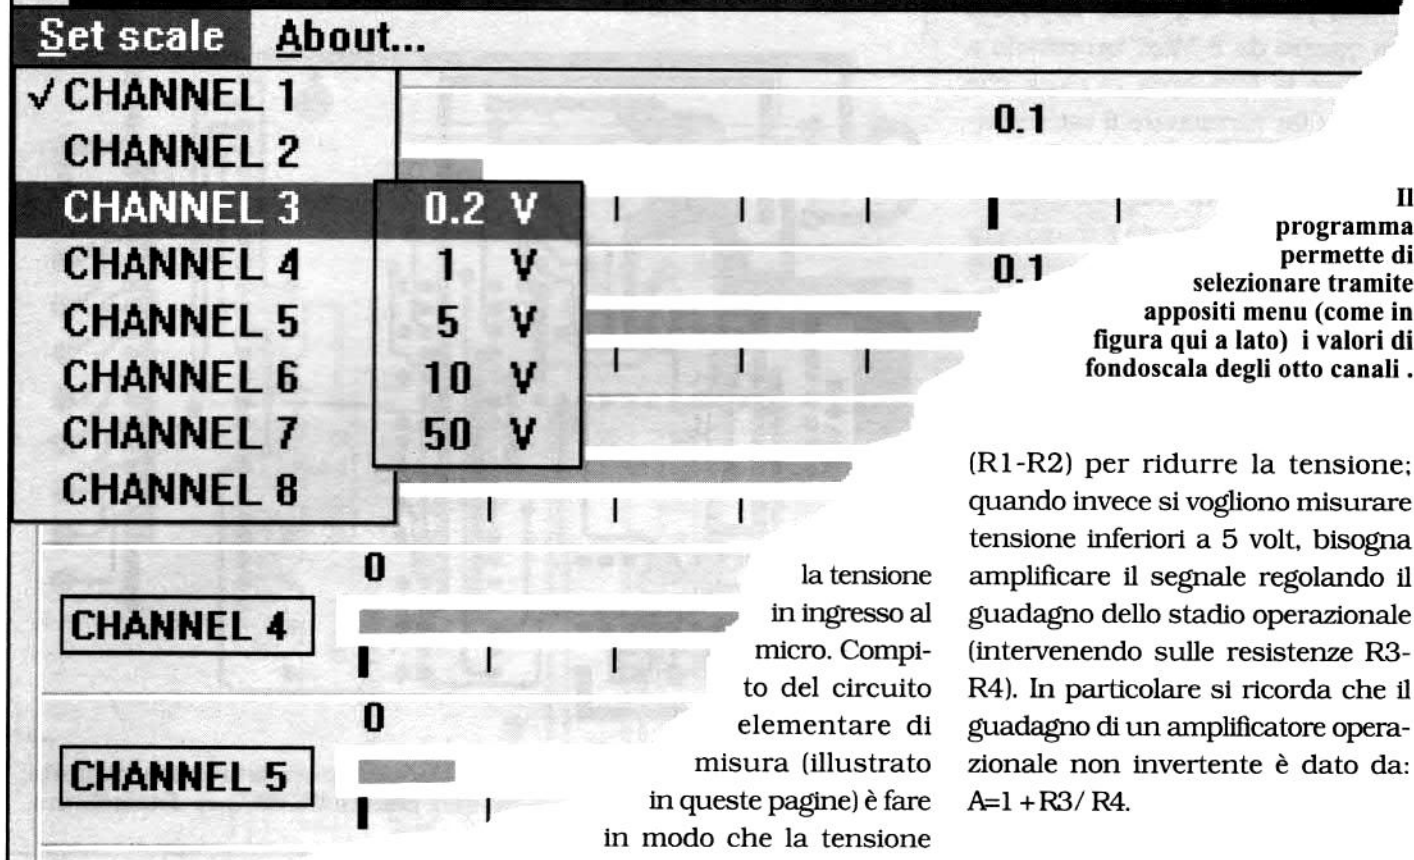 Set scale About...
✓ CHANNEL 1
CHANNEL 2
CHANNEL 3
CHANNEL 4
CHANNEL 5
CHANNEL 6
CHANNEL 7
CHANNEL 8
0.2 V
1 V
5 V
10 V
50 V
0.1
0.1
0
CHANNEL 4
0
CHANNEL 5
Il
programma
permette di
selezionare tramite
appositi menu (come in
figura qui a lato) i valori di
fondoscala degli otto canali .
la tensione
in ingresso al
micro. Compi-
to del circuito
elementare di
misura (illustrato
in queste pagine) è fare
in modo che la tensione
(R1-R2) per ridurre la tensione;
quando invece si vogliono misurare
tensione inferiori a 5 volt, bisogna
amplificare il segnale regolando il
guadagno dello stadio operazionale
(intervenendo sulle resistenze R3-
R4). In particolare si ricorda che il
guadagno di un amplificatore opera-
zionale non invertente è dato da:
A=1 +R3/ R4.